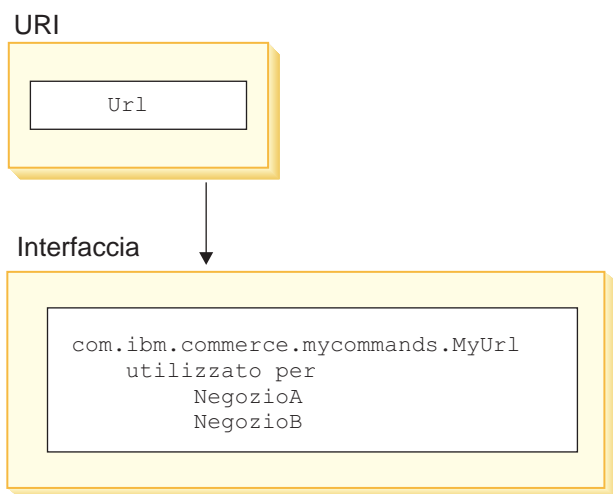 URI
Url
Interfaccia
com.ibm.commerce.mycommands.MyUrl
utilizzato per
NegozioA
NegozioB